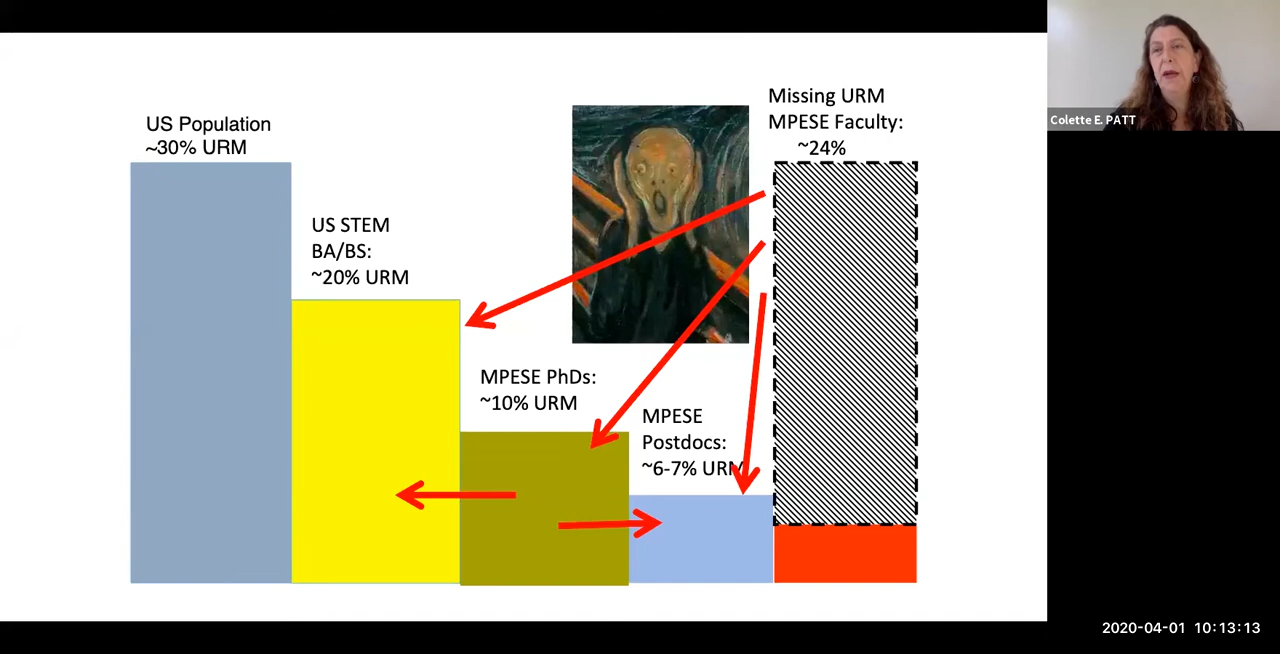 US Population
~30% URM
US STEM
BA/BS:
~20% URM
MPESE PhDs:
~10% URM
MPESE
Postdocs:
~6-7% URM
Missing URM
MPESE Faculty:
~24%
Colette E. PATT
2020-04-01 10:13:13